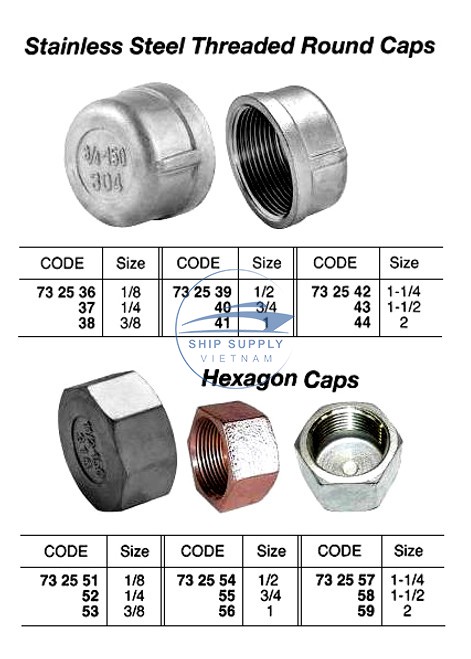 Stainless Steel Threaded Round Caps
3/4-150
304
CODE Size CODE Size CODE Size
73 25 36 1/8 73 25 39 1/2 73 25 42 1-1/4
37 1/4 40 3/4 43 1-1/2
38 3/8 41 1 44 2
SHIP SUPPLY
VIETNAM
Hexagon Caps
CODE Size CODE Size CODE Size
73 25 51 1/8 73 25 54 1/2 73 25 57 1-1/4
52 1/4 55 3/4 58 1-1/2
53 3/8 56 1 59 2